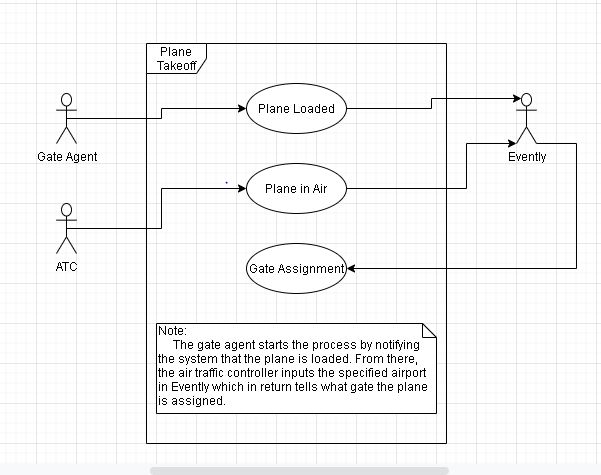 Plane
Takeoff
Plane Loaded
Gate Agent
Evently
Plane in Air
ATC
Gate Assignment
Note:
The gate agent starts the process by notifying
the system that the plane is loaded. From there,
the air traffic controller inputs the specified airport
in Evently which in return tells what gate the plane
is assigned.